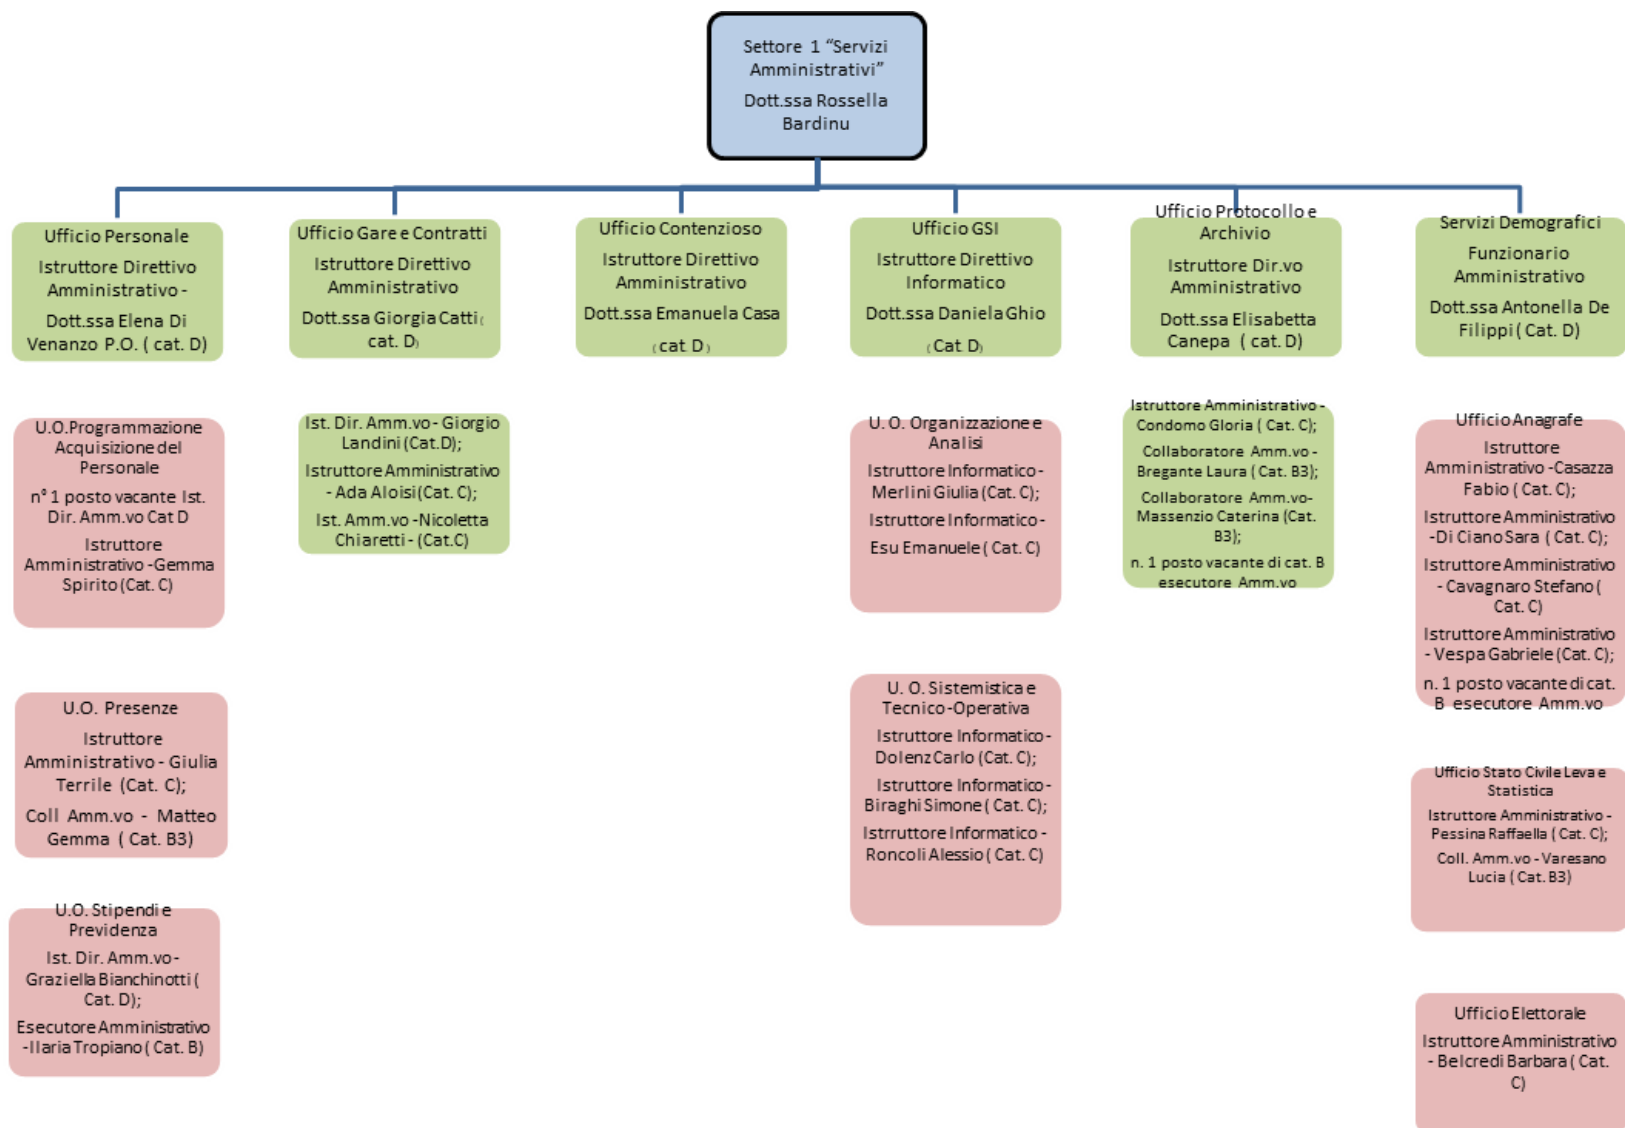 Settore 1 “Servizi
Amministrativi”
Dott.ssa Rossella
Bardinu
Ufficio Personale
Istruttore Direttivo
Amministrativo -
Dott.ssa Elena Di
Venanzo P.O. ( cat. D)
Ufficio Gare e Contratti
Istruttore Direttivo
Amministrativo
Dott.ssa Giorgia Catti (
cat. D)
Ufficio Contenzioso
Istruttore Direttivo
Amministrativo
Dott.ssa Emanuela Casa
( cat D )
Ufficio GSI
Istruttore Direttivo
Informatico
Dott.ssa Daniela Ghio
(Cat D)
Ufficio Protocollo e
Archivio
Istruttore Dir.vo
Amministrativo
Dott.ssa Elisabetta
Canepa ( cat. D)
Servizi Demografici
Funzionario
Amministrativo
Dott.ssa Antonella De
Filippi ( Cat. D)
U.O.Programmazione
Acquisizione del
Personale
n° 1 posto vacante Ist.
Dir. Amm.vo Cat D
Istruttore
Amministrativo -Gemma
Spirito (Cat. C)
U.O. Presenze
Istruttore
Amministrativo - Giulia
Terrile (Cat. C);
Coll Amm.vo - Matteo
Gemma ( Cat. B3)
U.O. Stipendi e
Previdenza
Ist. Dir. Amm.vo -
Graziella Bianchinotti (
Cat. D);
Esecutore Amministrativo
-Ilaria Tropiano ( Cat. B)
Ist. Dir. Amm.vo - Giorgio
Landini (Cat.D);
Istruttore Amministrativo
- Ada Aloisi (Cat. C);
Ist. Amm.vo -Nicoletta
Chiaretti - (Cat.C)
U. O. Organizzazione e
Analisi
Istruttore Informatico -
Merlini Giulia (Cat. C);
Istruttore Informatico -
Esu Emanuele ( Cat. C)
U. O. Sistemistica e
Tecnico -Operativa
Istruttore Informatico -
Dolenz Carlo (Cat. C);
Istruttore Informatico -
Biraghi Simone ( Cat. C);
Istrruttore Informatico -
Roncoli Alessio ( Cat. C)
Istruttore Amministrativo -
Condomo Gloria ( Cat. C);
Collaboratore Amm.vo -
Bregante Laura ( Cat. B3);
Collaboratore Amm.vo-
Massenzio Caterina (Cat.
B3);
n. 1 posto vacante di cat. B
esecutore Amm.vo
Ufficio Anagrafe
Istruttore
Amministrativo -Casazza
Fabio ( Cat. C);
Istruttore Amministrativo
-Di Ciano Sara ( Cat. C);
Istruttore Amministrativo
- Cavagnaro Stefano (
Cat. C)
Istruttore Amministrativo
- Vespa Gabriele (Cat. C);
n. 1 posto vacante di cat.
B esecutore Amm.vo
Ufficio Stato Civile Leva e
Statistica
Istruttore Amministrativo -
Pessina Raffaella ( Cat. C);
Coll. Amm.vo - Varesano
Lucia ( Cat. B3)
Ufficio Elettorale
Istruttore Amministrativo
- Belcredi Barbara ( Cat.
C)